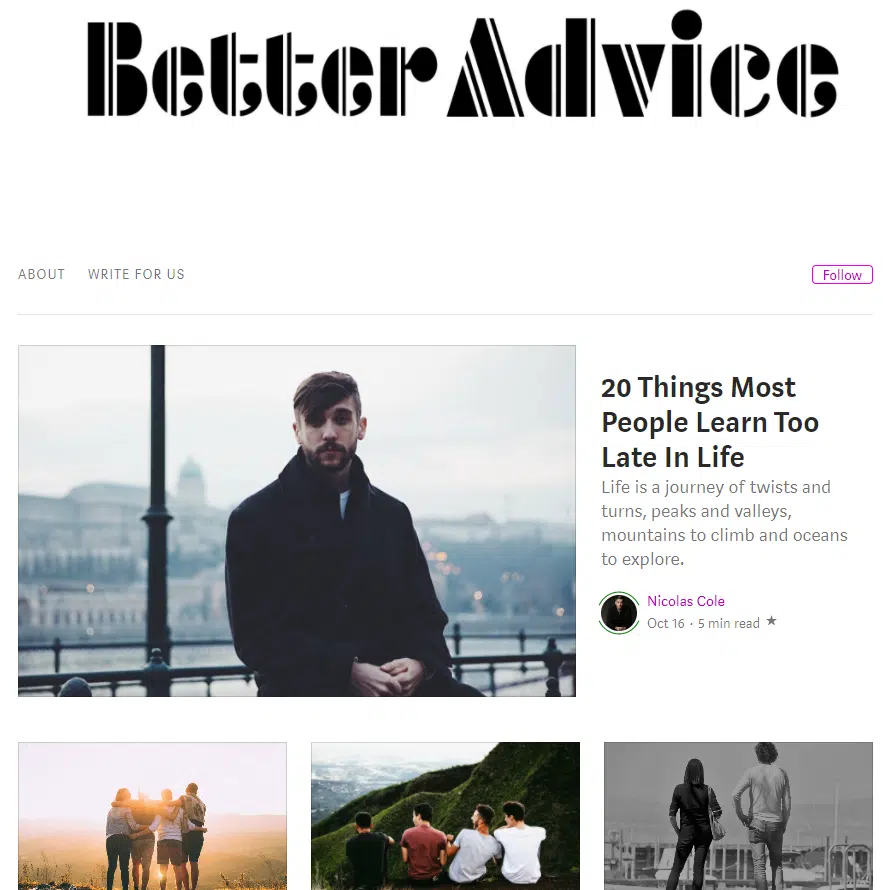 Better Advice
ABOUT WRITE FOR US Follow
20 Things Most
People Learn Too
Late In Life
Life is a journey of twists and
turns, peaks and valleys,
mountains to climb and oceans
to explore.
Nicolas Cole
Oct 16 · 5 min read ★